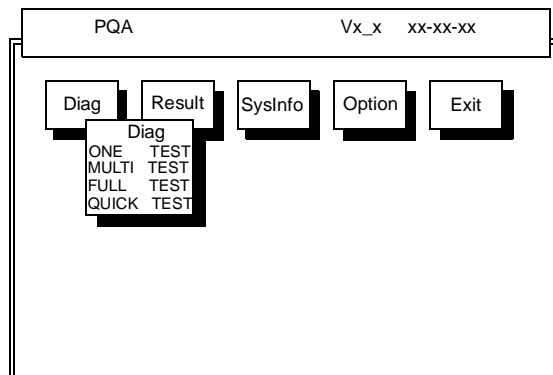 PQA Vx_x xx-xx-xx
Diag Result SysInfo Option Exit
Diag
ONE TEST
MULTI TEST
FULL TEST
QUICK TEST